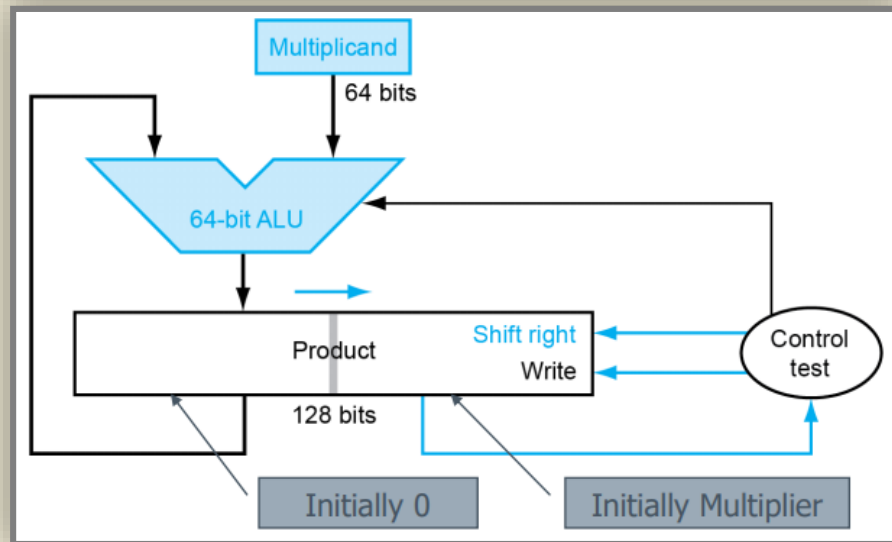 Multiplicand
64 bits
64-bit ALU
Product
Shift right
Write
128 bits
Control
test
Initially 0
Initially Multiplier